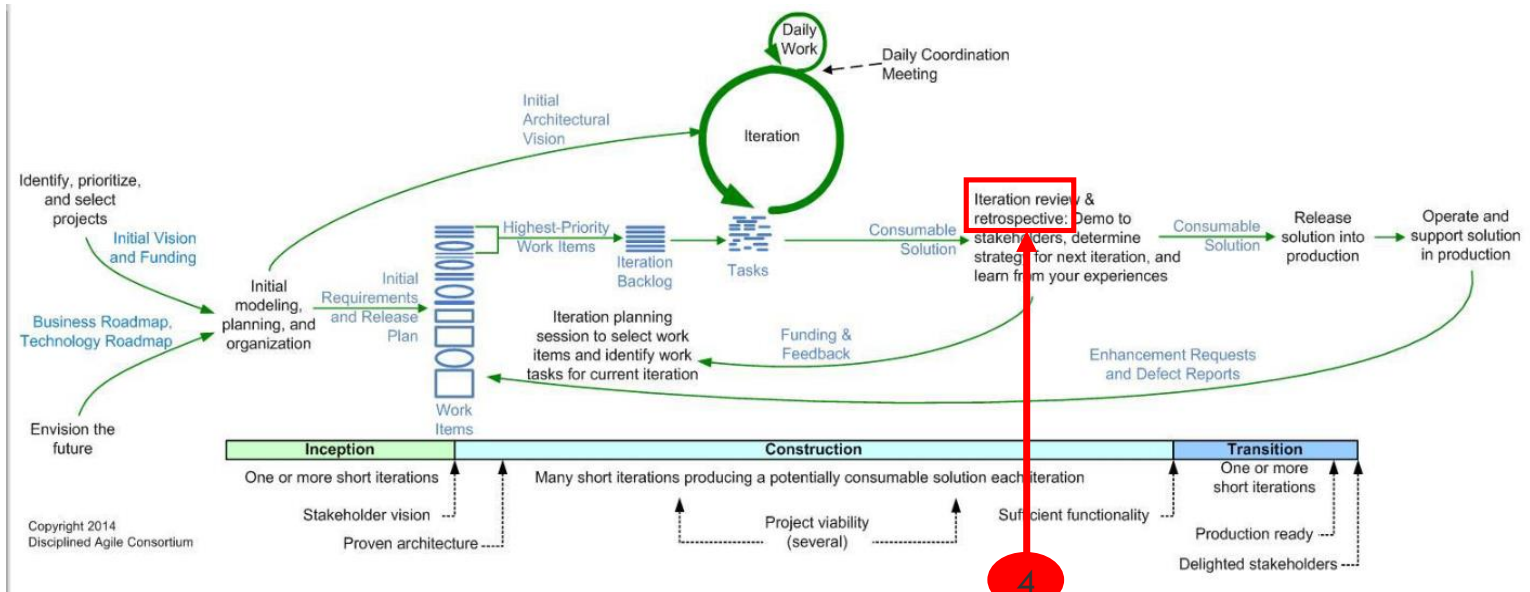 Daily
Work
Daily Coordination
Meeting
Initial
Architectural
Vision
Iteration
Identify, prioritize,
and select
projects
Initial Vision
and Funding
Business Roadmap,
Technology Roadmap
Envision the
future
Initial
modeling,
planning, and
organization
Initial
Requirements
and Release
Plan
Work
Items
Highest-Priority
Work Items
Iteration
Backlog
Tasks
Iteration planning
session to select work
items and identify work
tasks for current iteration
Consumable
Solution
Iteration review &
retrospective: Demo to
stakeholders, determine
strategy for next iteration, and
learn from your experiences
Funding &
Feedback
Consumable
Solution
Release
solution into
production
Operate and
support solution
in production
Enhancement Requests
and Defect Reports
Inception
Construction
Transition
One or more short iterations
Many short iterations producing a potentially consumable solution each iteration
One or more
short iterations
Stakeholder vision
Proven architecture
Project viability
(several)
Sufficient functionality
Production ready
Delighted stakeholders
Copyright 2014
Disciplined Agile Consortium
4